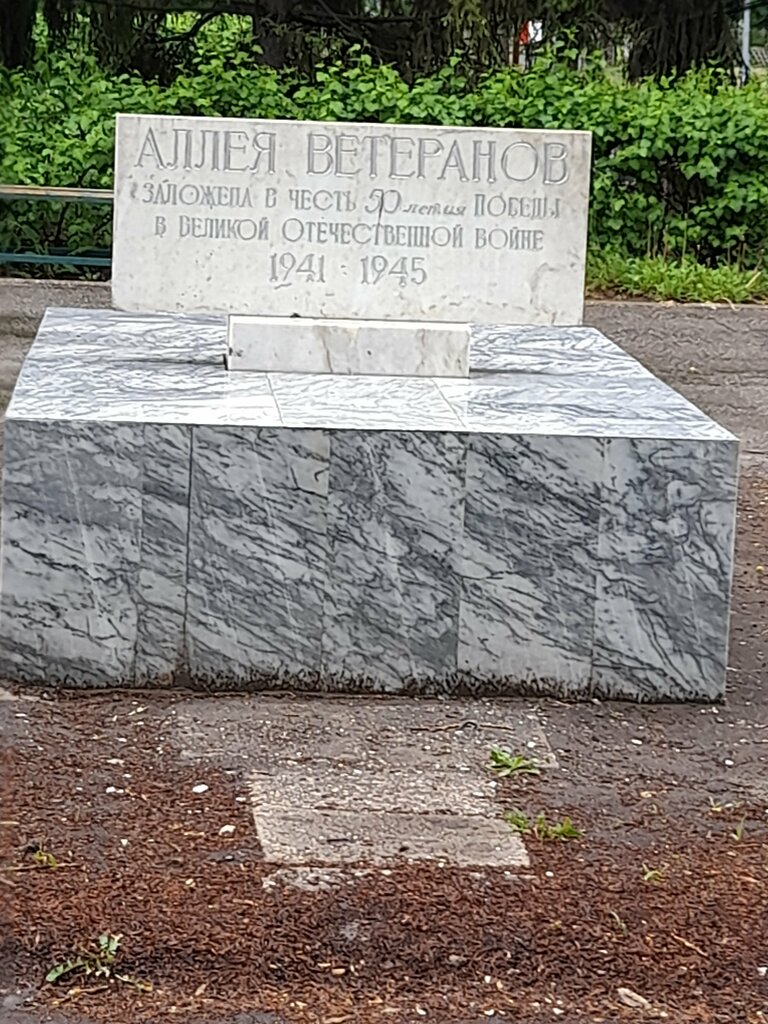 АЛЛЕЯ ВЕТЕРАНОВ
ЗАЛОЖЕНА В ЧЕСТЬ 50 летия ПОБЕДЫ
В ВЕЛИКОЙ ОТЕЧЕСТВЕННОЙ ВОЙНЕ
1941 1945